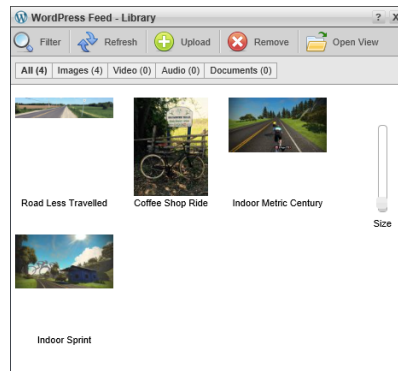 WordPress Feed - Library
? X
Filter Refresh Upload Remove Open View
All (4) Images (4) Video (0) Audio (0) Documents (0)
Road Less Travelled Coffee Shop Ride Indoor Metric Century
Size
Indoor Sprint